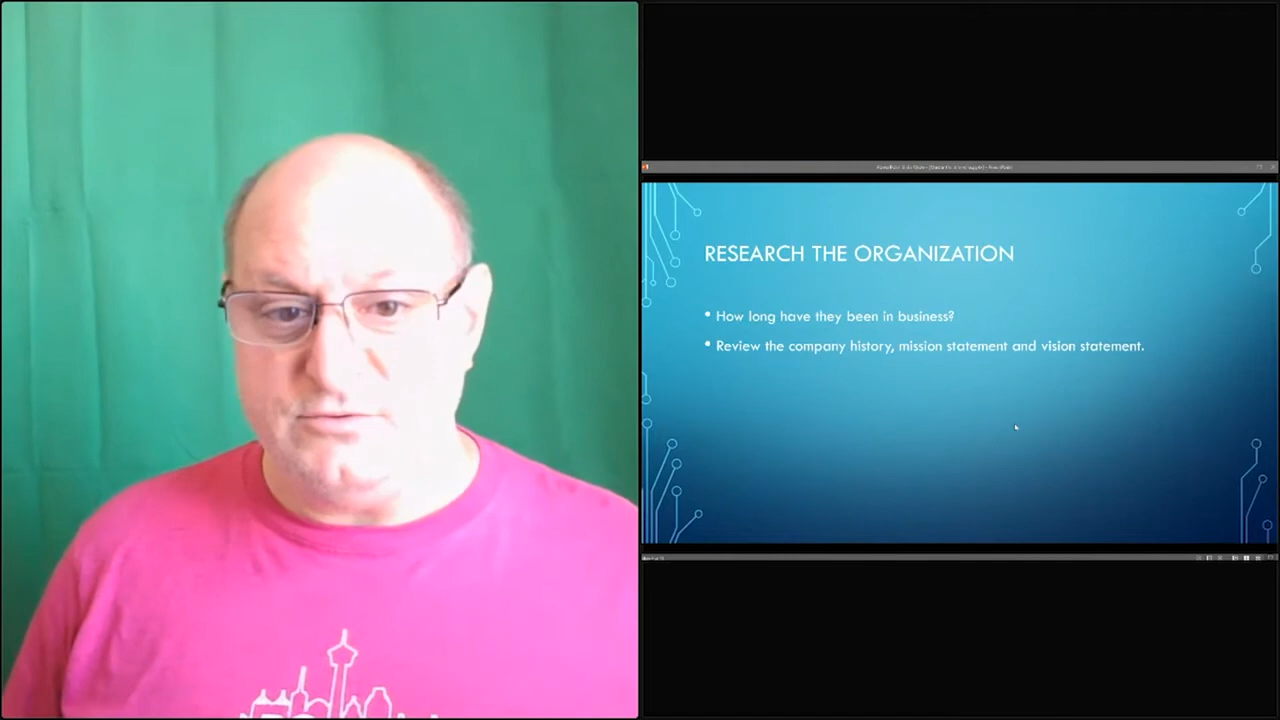 RESEARCH THE ORGANIZATION
• How long have they been in business?
• Review the company history, mission statement and vision statement.